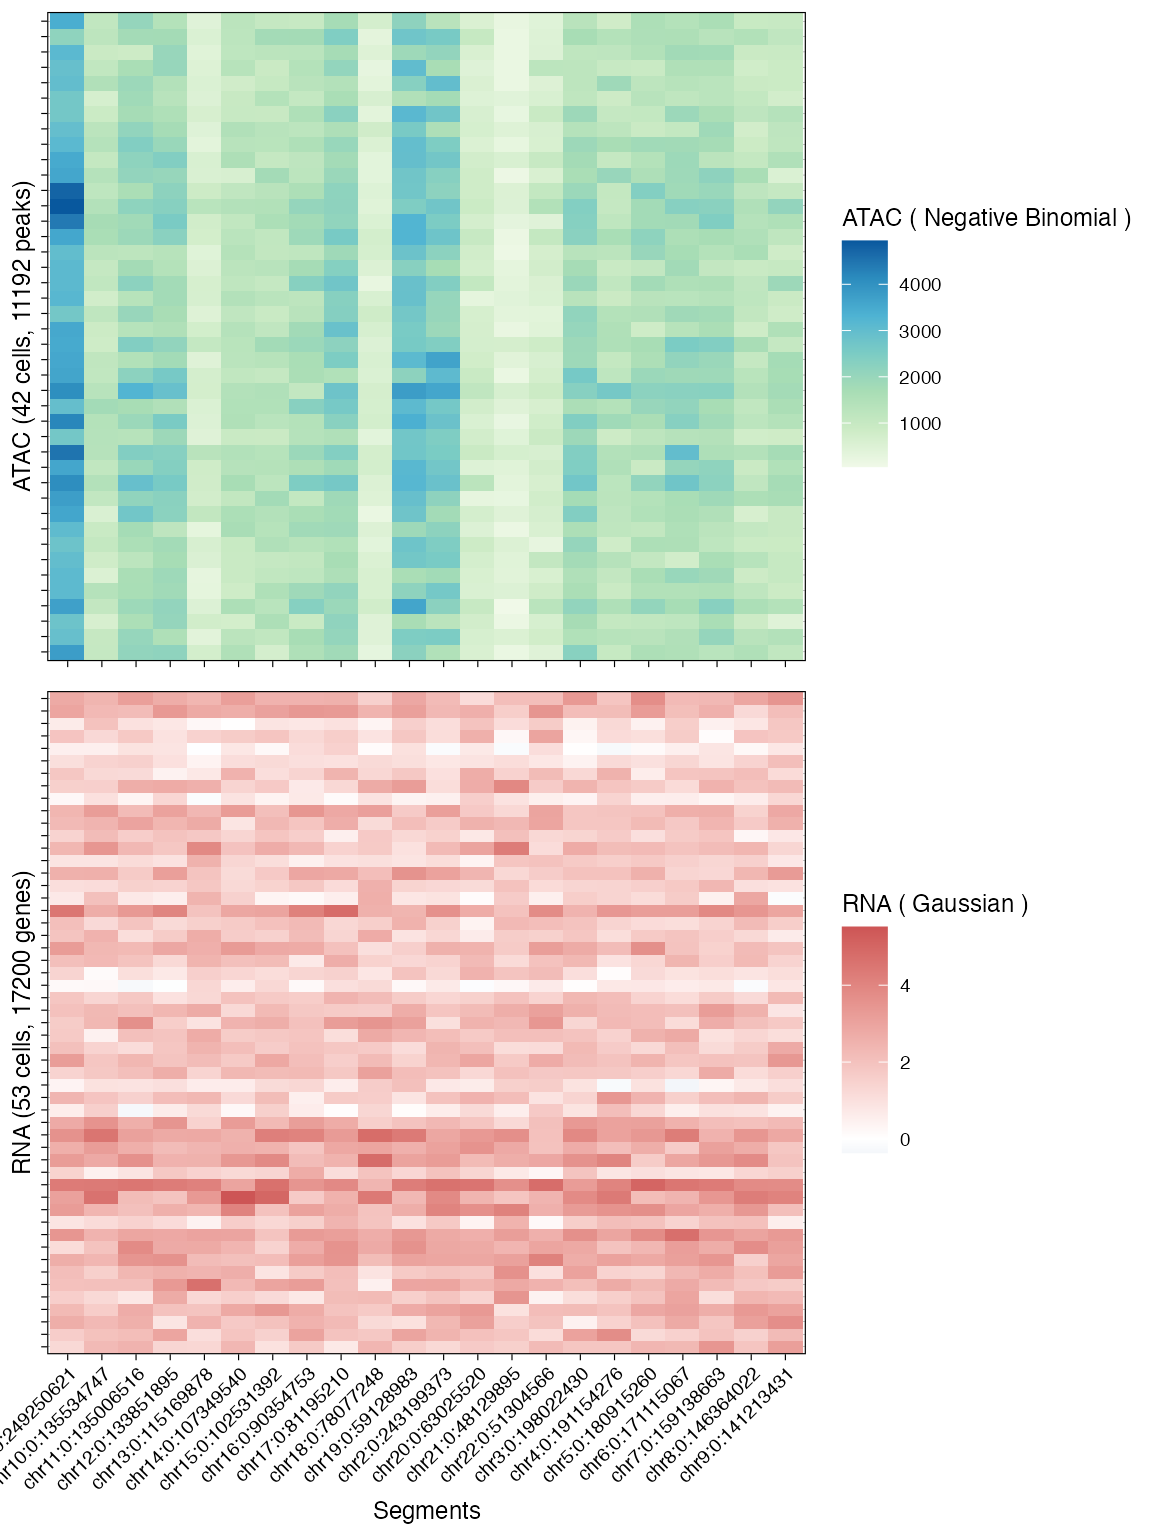 ATAC (42 cells, 11192 peaks)
ATAC ( Negative Binomial )
4000
3000
2000
1000
RNA (53 cells, 17200 genes)
RNA ( Gaussian )
4
2
0
0:249250621
hr10:0:135534747
chr11:0:135006516
chr12:0:133851895
chr13:0:115169878
chr14:0:107349540
chr15:0:102531392
chr16:0:90354753
chr17:0:81195210
chr18:0:78077248
chr19:0:59128983
chr2:0:243199373
chr20:0:63025520
chr21:0:48129895
chr22:0:51304566
chr3:0:198022430
chr4:0:191154276
chr5:0:180915260
chr6:0:171115067
chr7:0:159138663
chr8:0:146364022
chr9:0:141213431
Segments